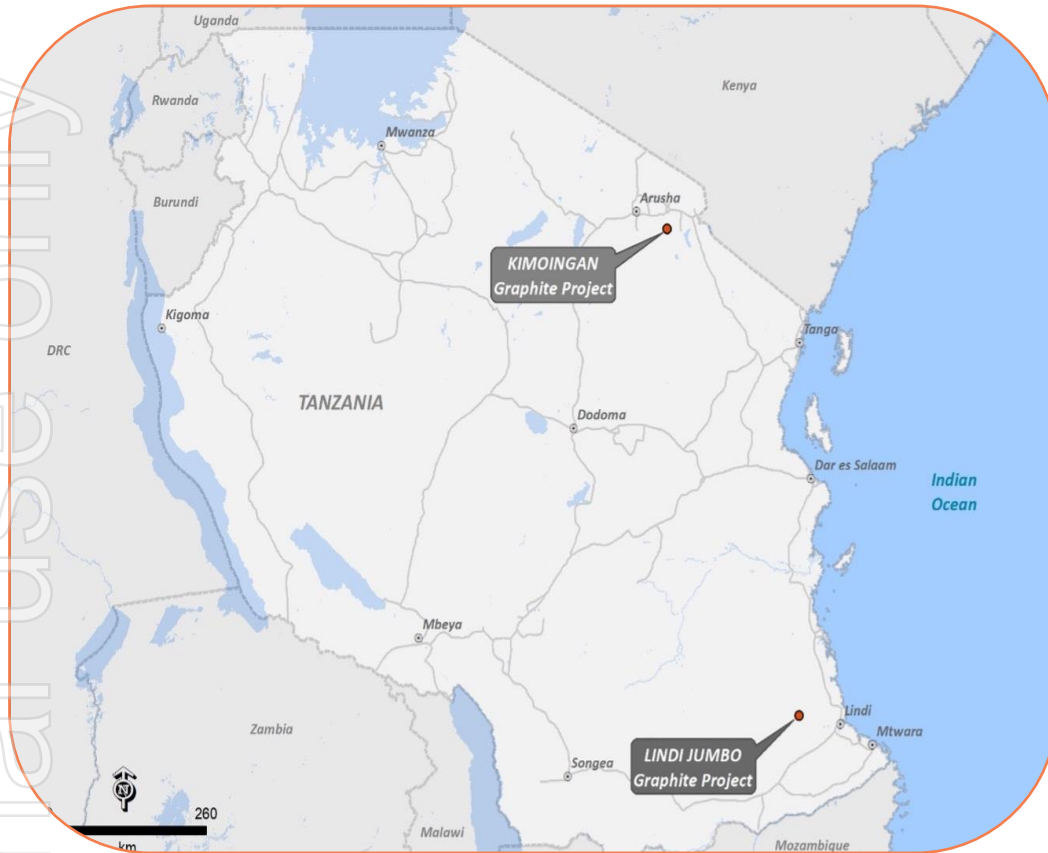 Uganda
Rwanda
Kenya
Mwanza
Burundi
Arusha
KIMOINGAN
Graphite Project
Kigoma
Tanga
DRC
TANZANIA
Dodoma
Dar es Salaam
Indian
Ocean
Mbeya
Lindi
Zambia
Mtwara
LINDI JUMBO
Graphite Project
Songea
N
260
km
Malawi
Mozambique